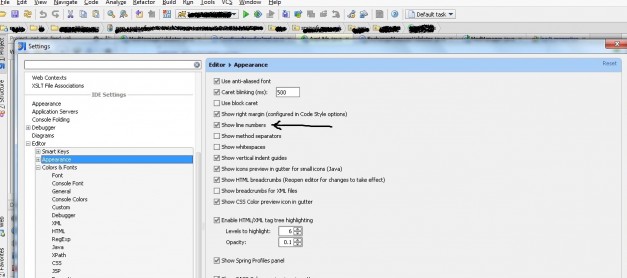 File Edit View Navigate Code Analyze Refactor Build Run Tools VCS Window Help
Default task
Settings
Editor > Appearance
Reset
Web Contexts
XSLT File Associations
IDE Settings
Appearance
Application Servers
Console Folding
Debugger
Diagrams
Editor
Smart Keys
Appearance
Colors & Fonts
Font
Console Font
General
Console Colors
Custom
Debugger
XML
HTML
RegExp
Java
XPath
CSS
JSP
Use anti-aliased font
Caret blinking (ms): 500
Use block caret
Show right margin (configured in Code Style options)
Show line numbers
Show method separators
Show whitespaces
Show vertical indent guides
Show icons preview in gutter for small icons (Java)
Show HTML breadcrumbs (Reopen editor for changes to take effect)
Show breadcrumbs for XML files
Show CSS Color preview icon in gutter
Enable HTML/XML tag tree highlighting
Levels to highlight: 6
Opacity: 0.1
Show Spring Profiles panel
1: Project
7: Structure
Web
2: Favorites